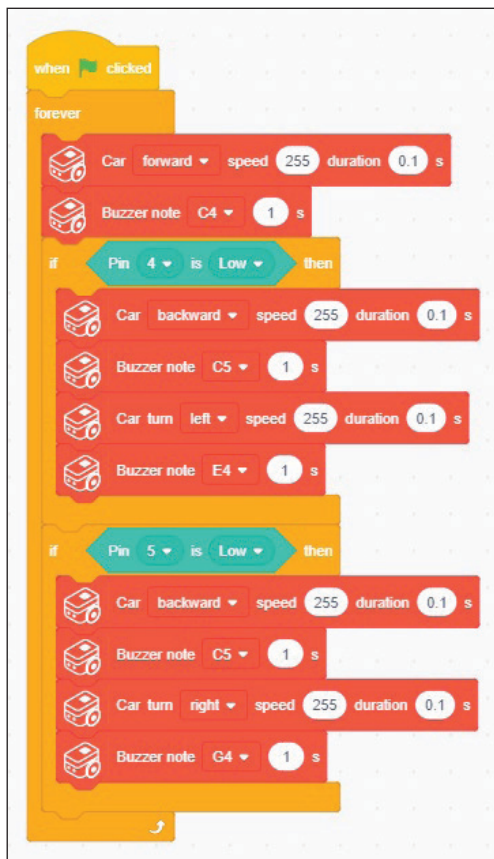 when clicked
forever
Car forward speed 255 duration 0.1 s
Buzzer note C4 1 s
if Pin 4 is Low then
Car backward speed 255 duration 0.1 s
Buzzer note C5 1 s
Car turn left speed 255 duration 0.1 s
Buzzer note E4 1 s
if Pin 5 is Low then
Car backward speed 255 duration 0.1 s
Buzzer note C5 1 s
Car turn right speed 255 duration 0.1 s
Buzzer note G4 1 s